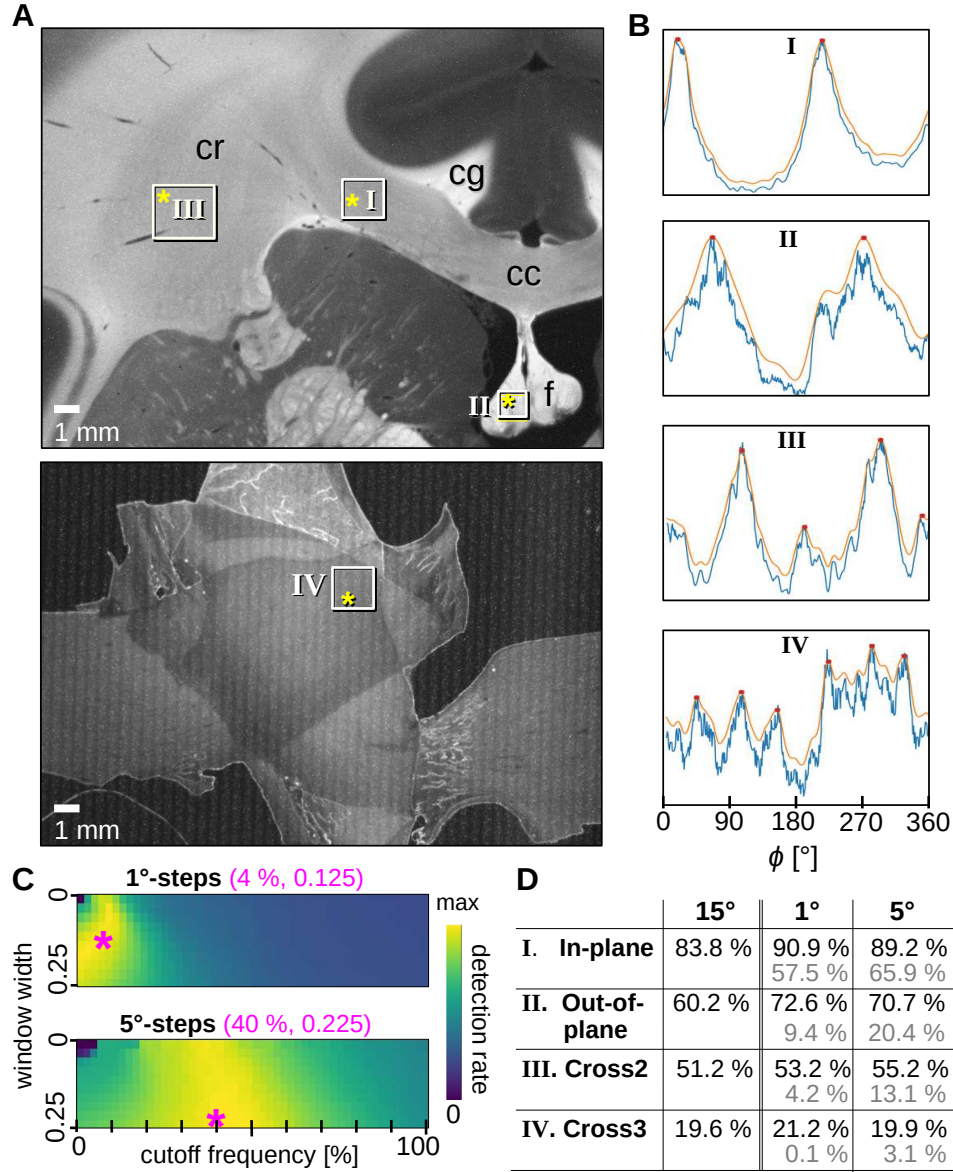 A
cr
III
I
cg
cc
II
f
1 mm
IV
1 mm
B
I
II
III
IV
0 90 180 270 360
ϕ [°]
C
1°-steps (4 %, 0.125)
max
0
0.25
5°-steps (40 %, 0.225)
0
0.25
window width
detection rate
0
0 100
cutoff frequency [%]
D
15° 1° 5°
I. In-plane 83.8 % 90.9 % 89.2 %
57.5 % 65.9 %
II. Out-of- 60.2 % 72.6 % 70.7 %
plane 9.4 % 20.4 %
III. Cross2 51.2 % 53.2 % 55.2 %
4.2 % 13.1 %
IV. Cross3 19.6 % 21.2 % 19.9 %
0.1 % 3.1 %